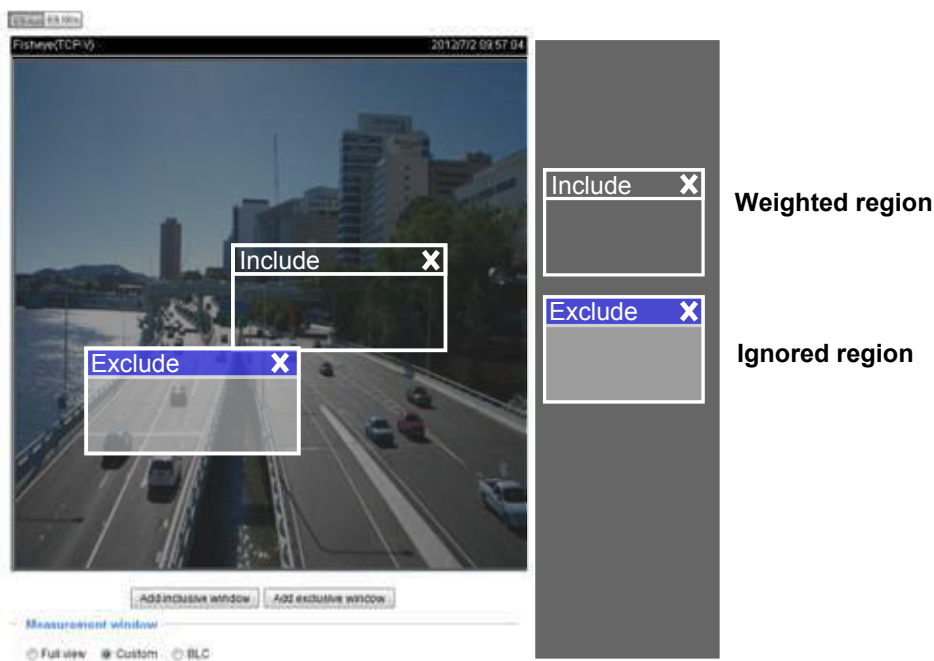 Fisheye(TCP-V) 2012/7/2 09:57:04
Include
Exclude
Include
Weighted region
Exclude
Ignored region
Add inclusive window Add exclusive window
Measurement window
Full view Custom BLC